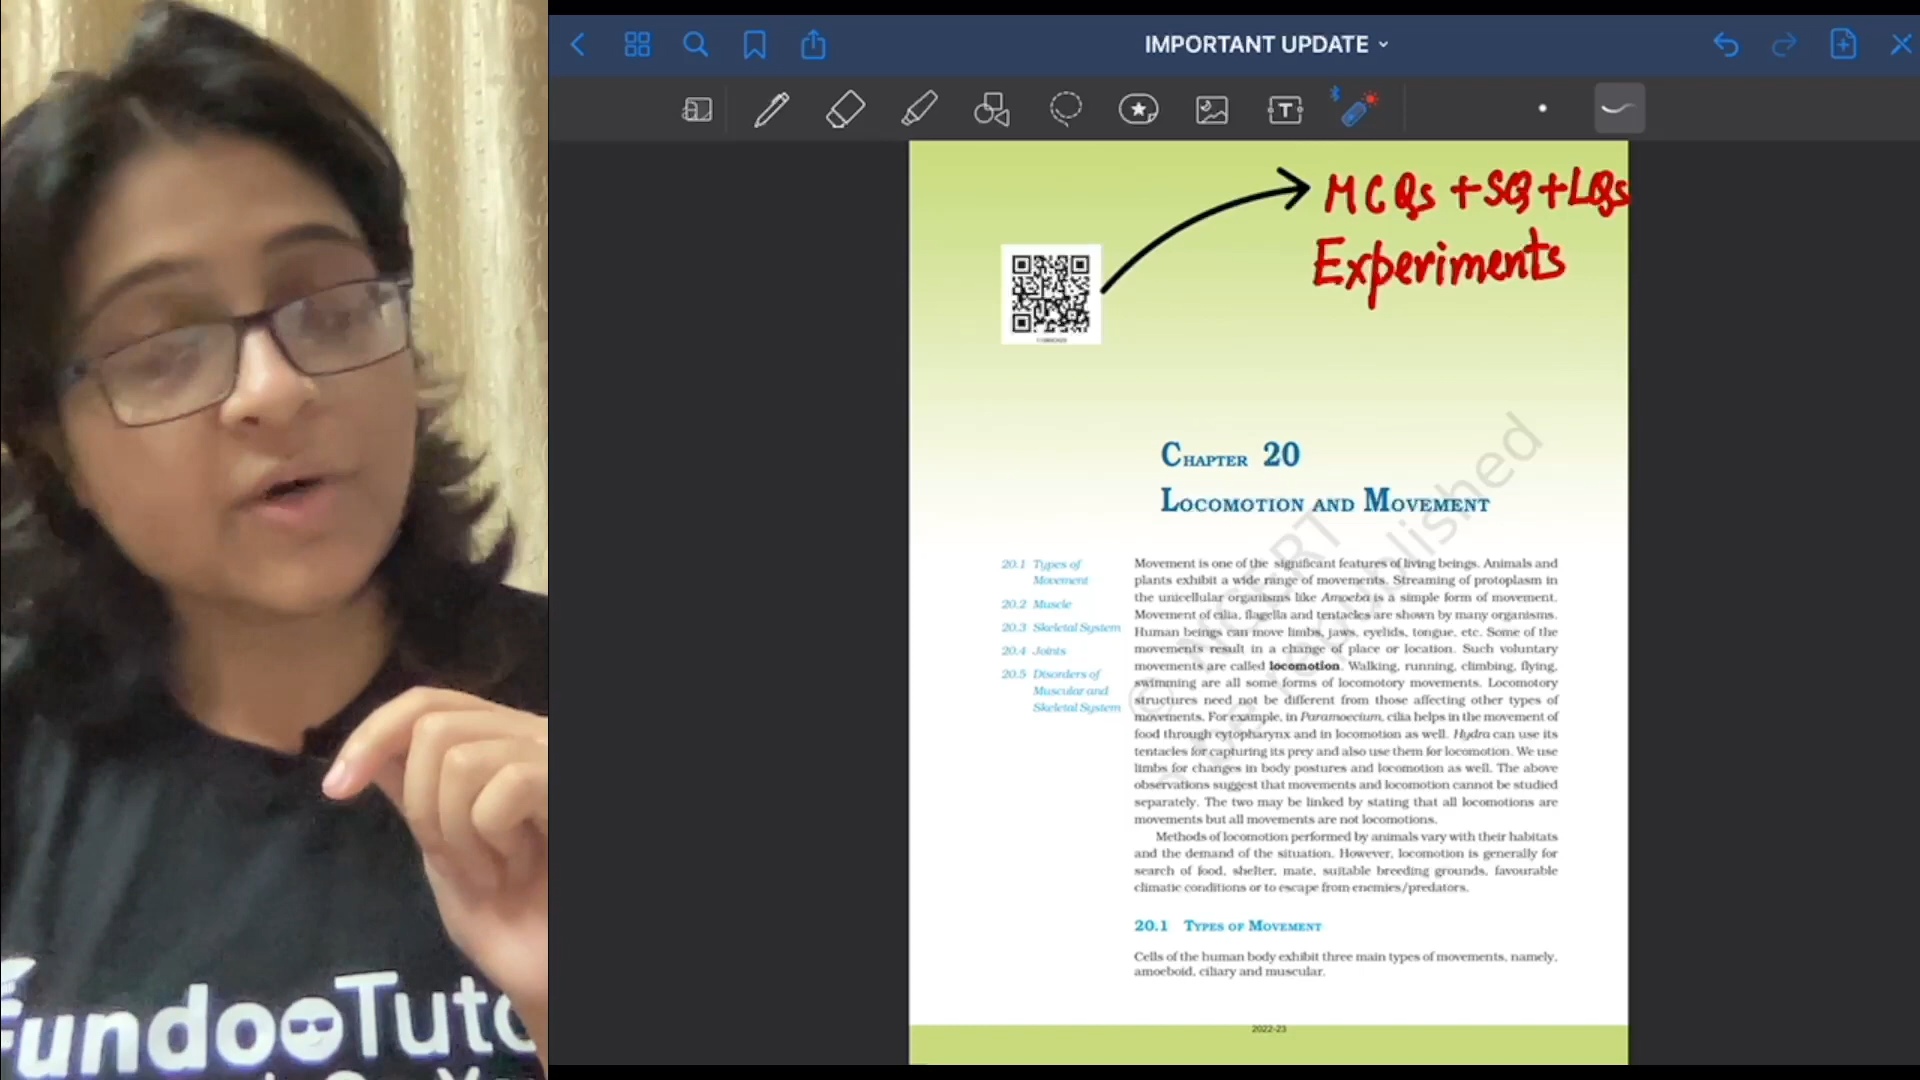 IMPORTANT UPDATE
MCQs + SQ + LQs
Experiments
CHAPTER 20
LOCOMOTION AND MOVEMENT
20.1 Types of
Movement
20.2 Muscle
20.3 Skeletal System
20.4 Joints
20.5 Disorders of
Muscular and
Skeletal System
Movement is one of the significant features of living beings. Animals and
plants exhibit a wide range of movements. Streaming of protoplasm in
the unicellular organisms like Amoeba is a simple form of movement.
Movement of cilia, flagella and tentacles are shown by many organisms.
Human beings can move limbs, jaws, eyelids, tongue, etc. Some of the
movements result in a change of place or location. Such voluntary
movements are called locomotion. Walking, running, climbing, flying,
swimming are all some forms of locomotory movements. Locomotory
structures need not be different from those affecting other types of
movements. For example, in Paramoecium, cilia helps in the movement of
food through cytopharynx and in locomotion as well. Hydra can use its
tentacles for capturing its prey and also use them for locomotion. We use
limbs for changes in body postures and locomotion as well. The above
observations suggest that movements and locomotion cannot be studied
separately. The two may be linked by stating that all locomotions are
movements but all movements are not locomotions.
Methods of locomotion performed by animals vary with their habitats
and the demand of the situation. However, locomotion is generally for
search of food, shelter, mate, suitable breeding grounds, favourable
climatic conditions or to escape from enemies/predators.
20.1 TYPES OF MOVEMENT
Cells of the human body exhibit three main types of movements, namely,
amoeboid, ciliary and muscular.
2022-23
© NCERT
be republished
FundooTuto